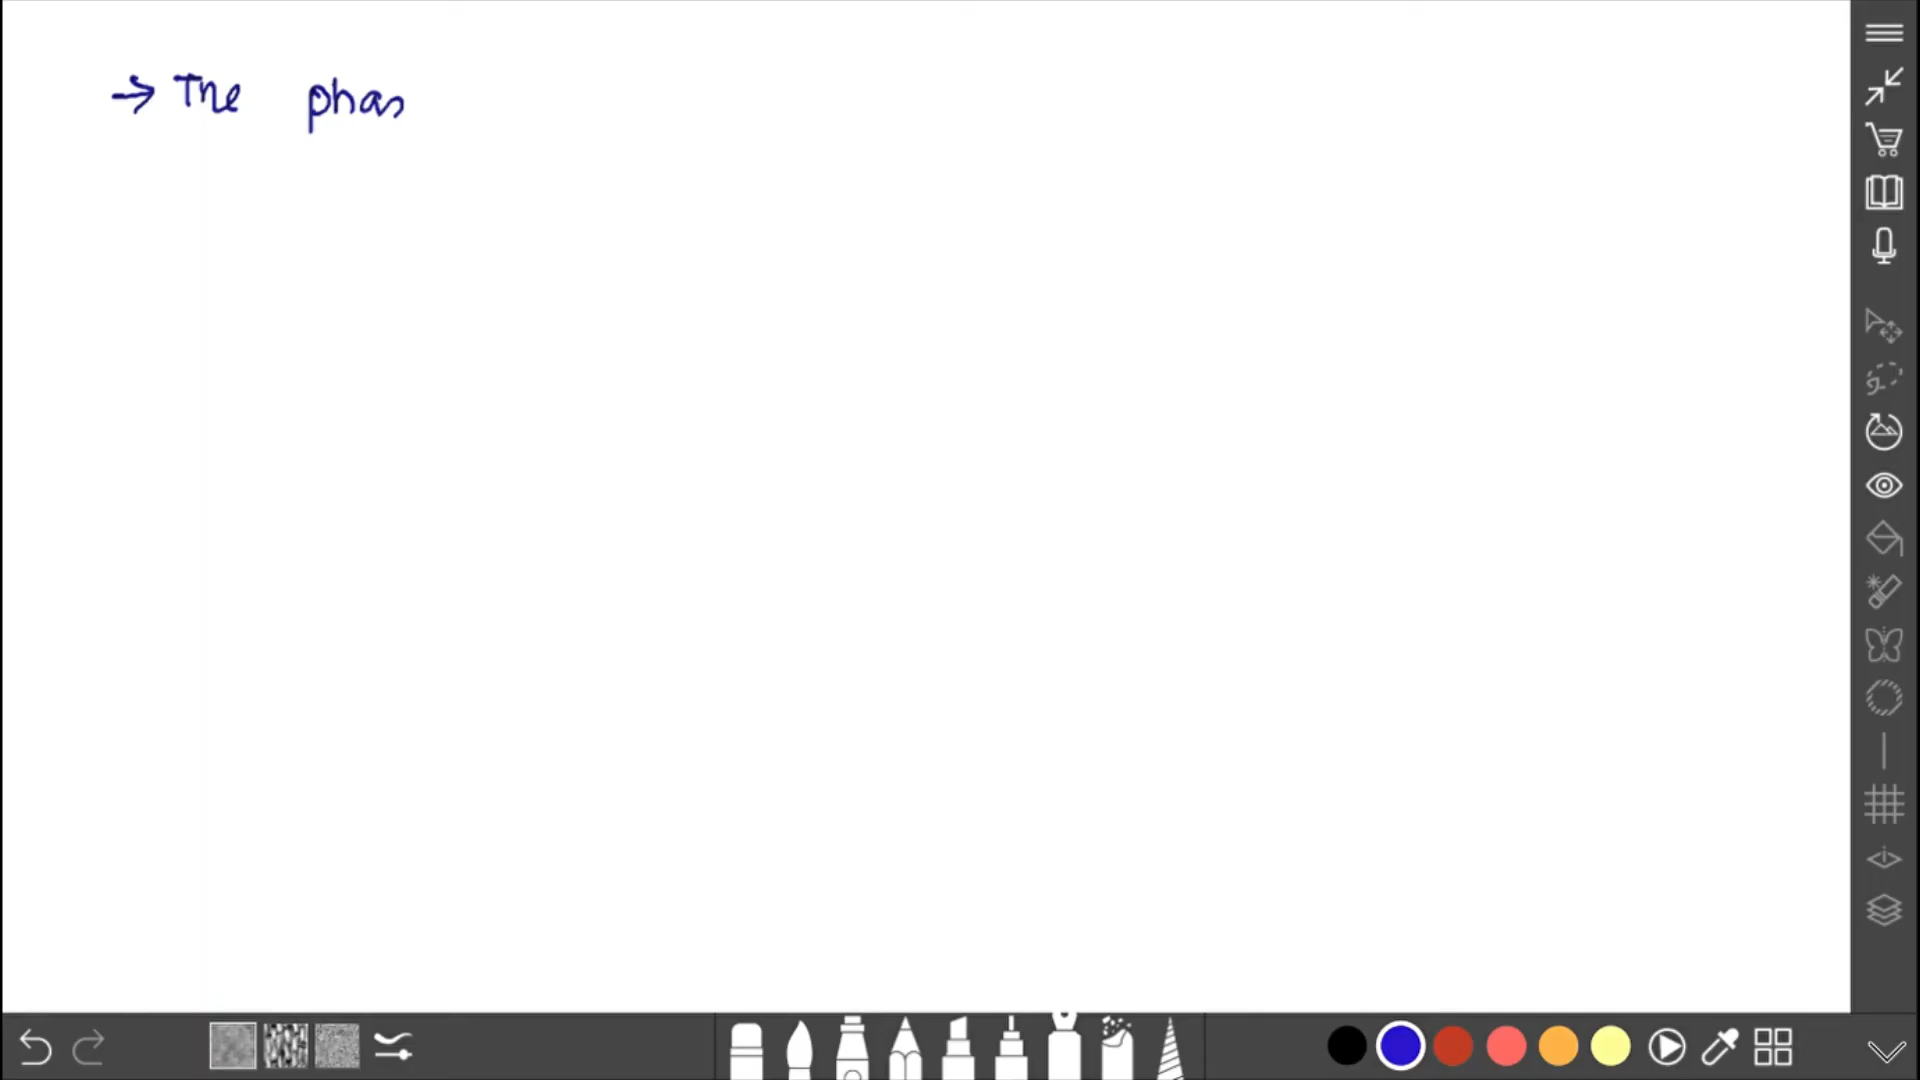 → The phas